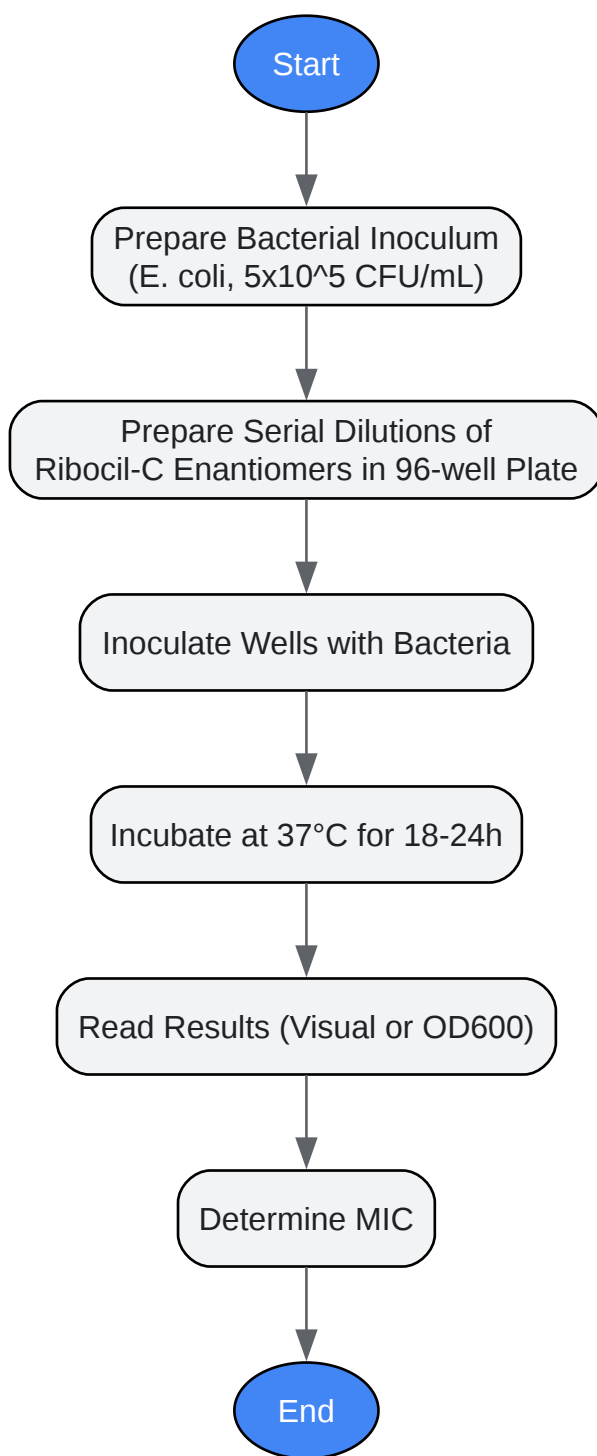 Start
Prepare Bacterial Inoculum
(E. coli, 5x10^5 CFU/mL)
Prepare Serial Dilutions of
Ribocil-C Enantiomers in 96-well Plate
Inoculate Wells with Bacteria
Incubate at 37°C for 18-24h
Read Results (Visual or OD600)
Determine MIC
End